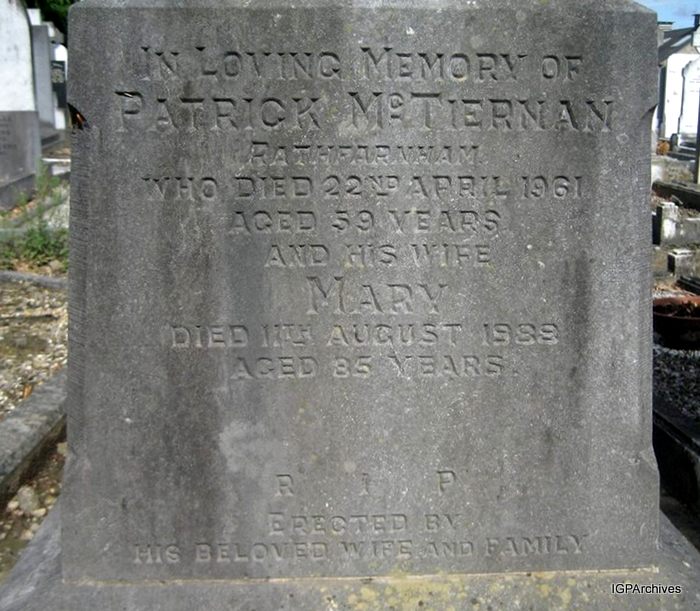 In Loving Memory of
Patrick McTiernan
Rathfarnham
who died 22nd April 1961
aged 59 years
and his wife
Mary
died 11th August 1988
aged 85 years.
R I P
Erected by
his beloved wife and family
IGPArchives